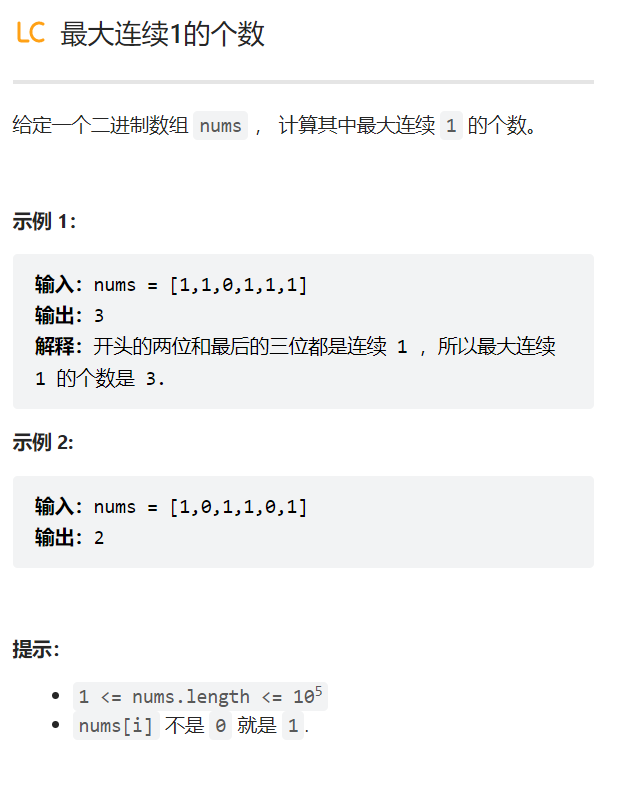 LC 最大连续1的个数
给定一个二进制数组 nums ， 计算其中最大连续 1 的个数。
示例 1：
输入：nums = [1,1,0,1,1,1]
输出：3
解释：开头的两位和最后的三位都是连续 1 ，所以最大连续
1 的个数是 3.
示例 2:
输入：nums = [1,0,1,1,0,1]
输出：2
提示：
• 1 <= nums.length <= 10⁵
• nums[i] 不是 0 就是 1.